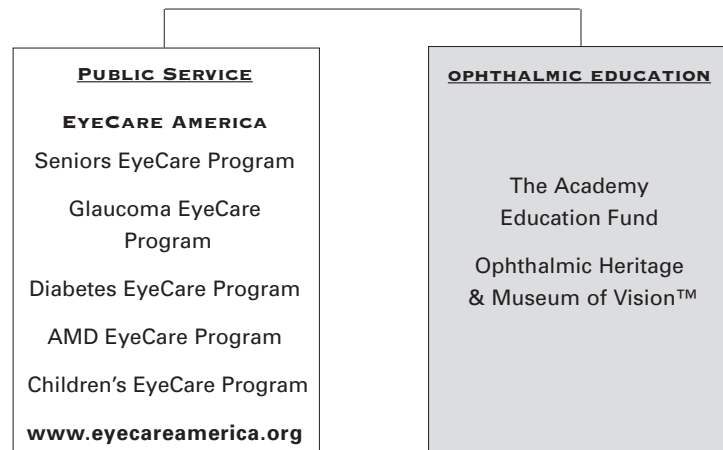 PUBLIC SERVICE
EYECARE AMERICA
Seniors EyeCare Program
Glaucoma EyeCare
Program
Diabetes EyeCare Program
AMD EyeCare Program
Children's EyeCare Program
www.eyecareamerica.org
OPHTHALMIC EDUCATION
The Academy
Education Fund
Ophthalmic Heritage
& Museum of Vision™